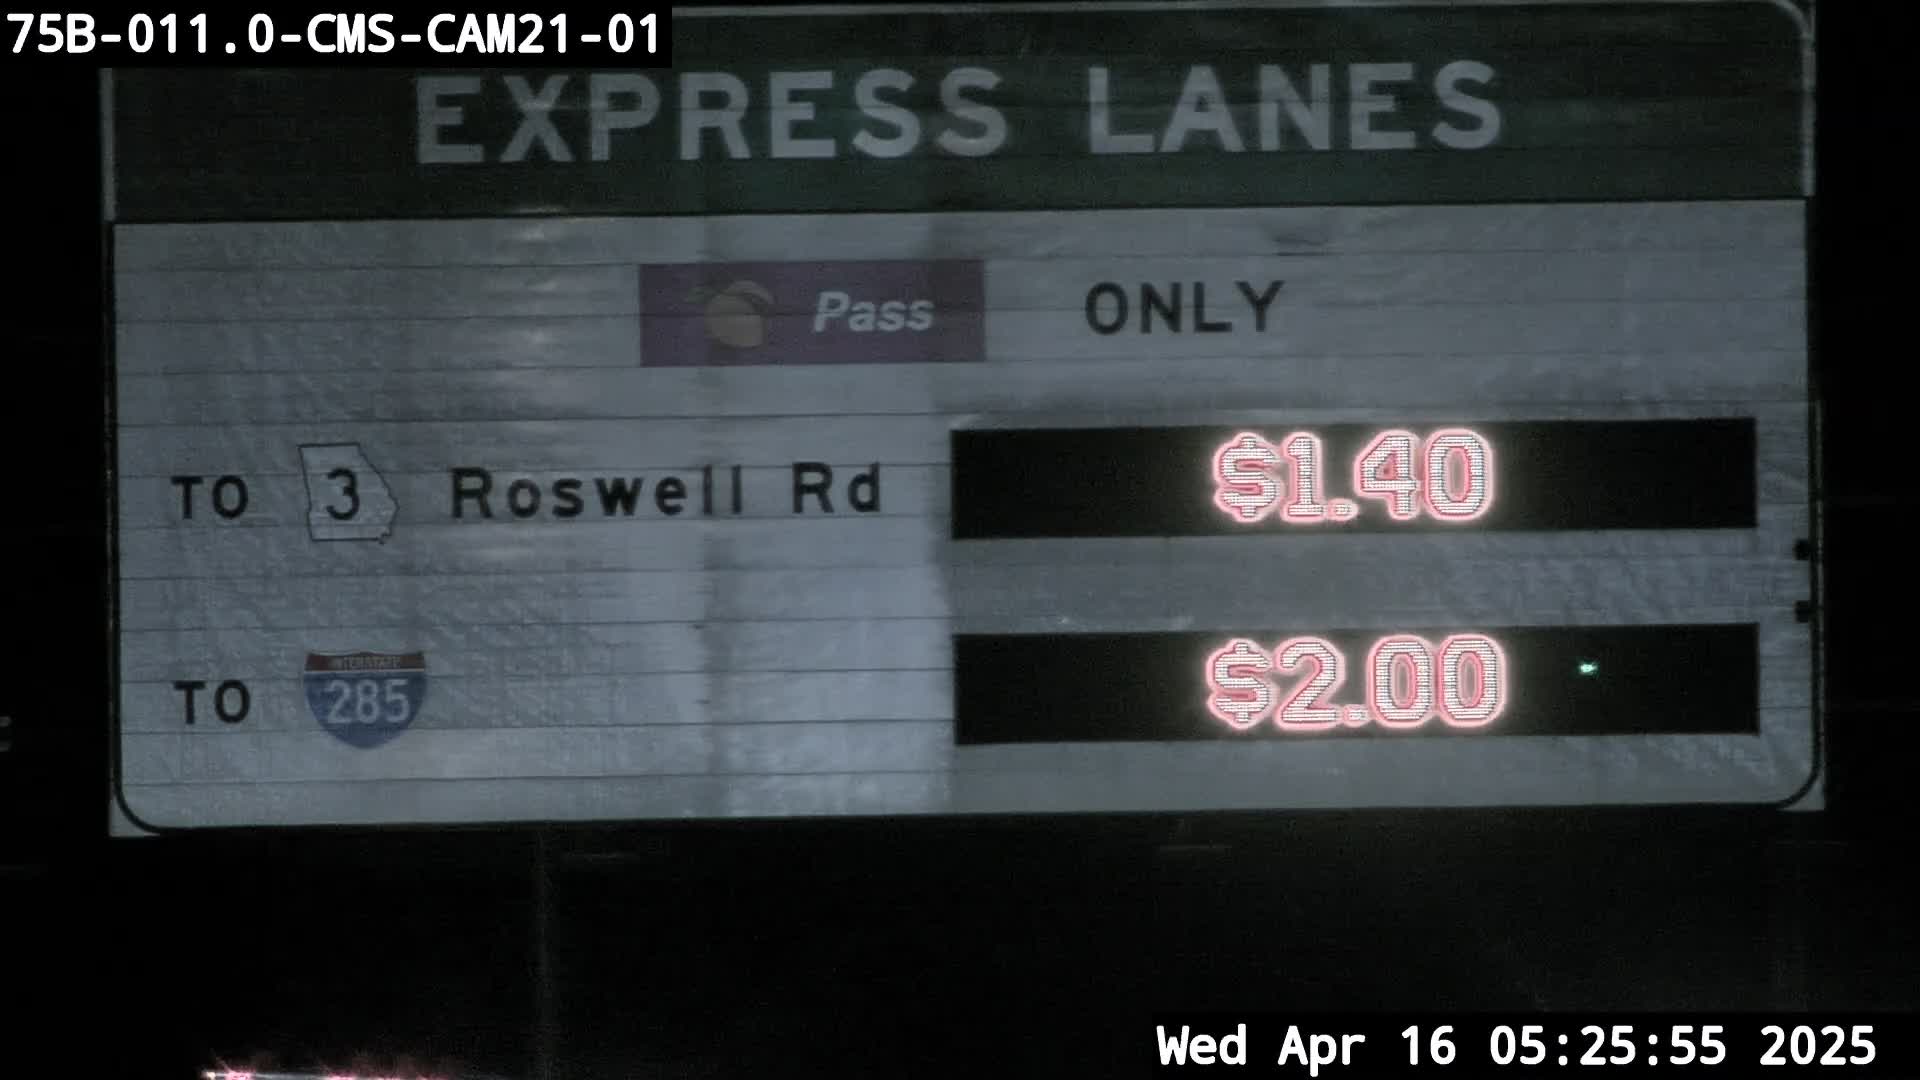 75B-011.0-CMS-CAM21-01
EXPRESS LANES
Pass ONLY
TO 3 Roswell Rd $1.40
INTERSTATE
TO 285 $2.00
Wed Apr 16 05:25:55 2025